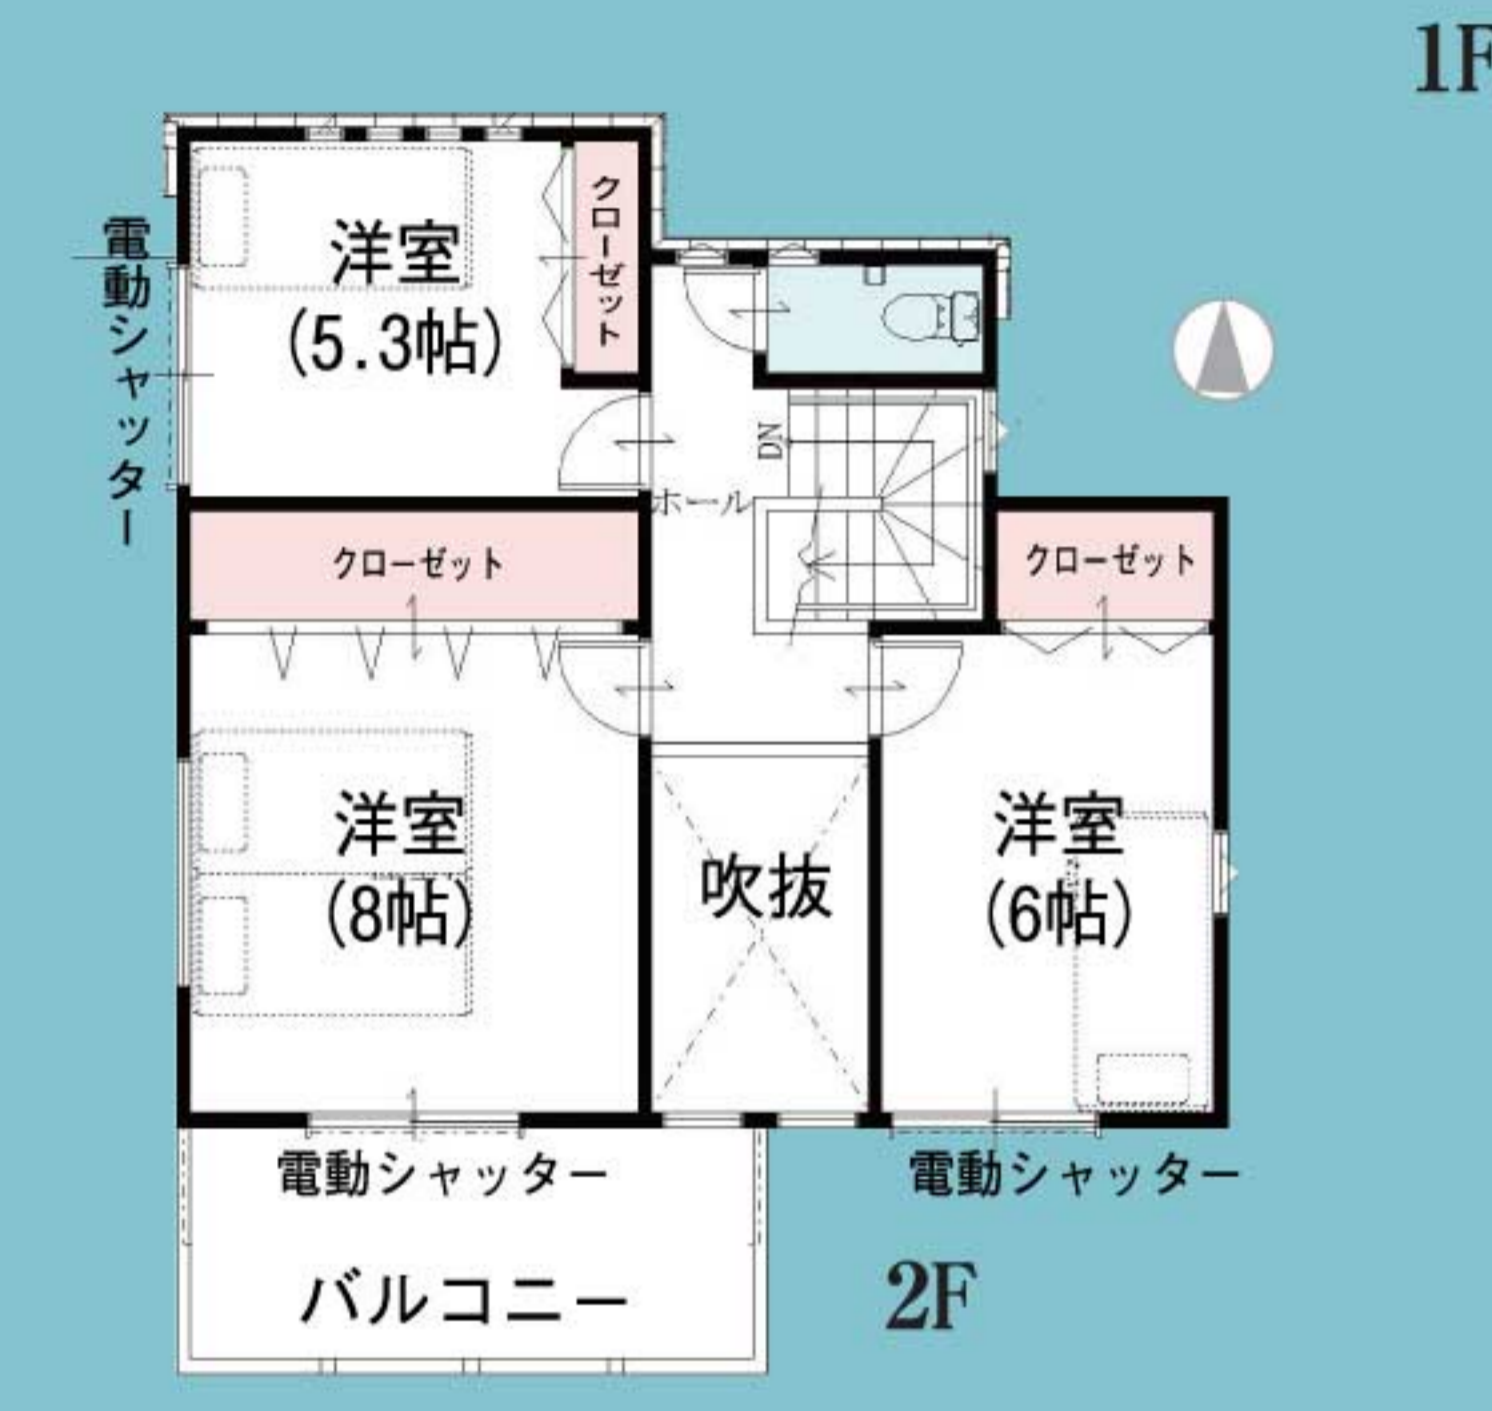 1F
洋室
(5.3帖)
クローゼット
電動シャッター
DN
ホール
クローゼット
クローゼット
洋室
(8帖)
吹抜
洋室
(6帖)
電動シャッター
電動シャッター
バルコニー
2F